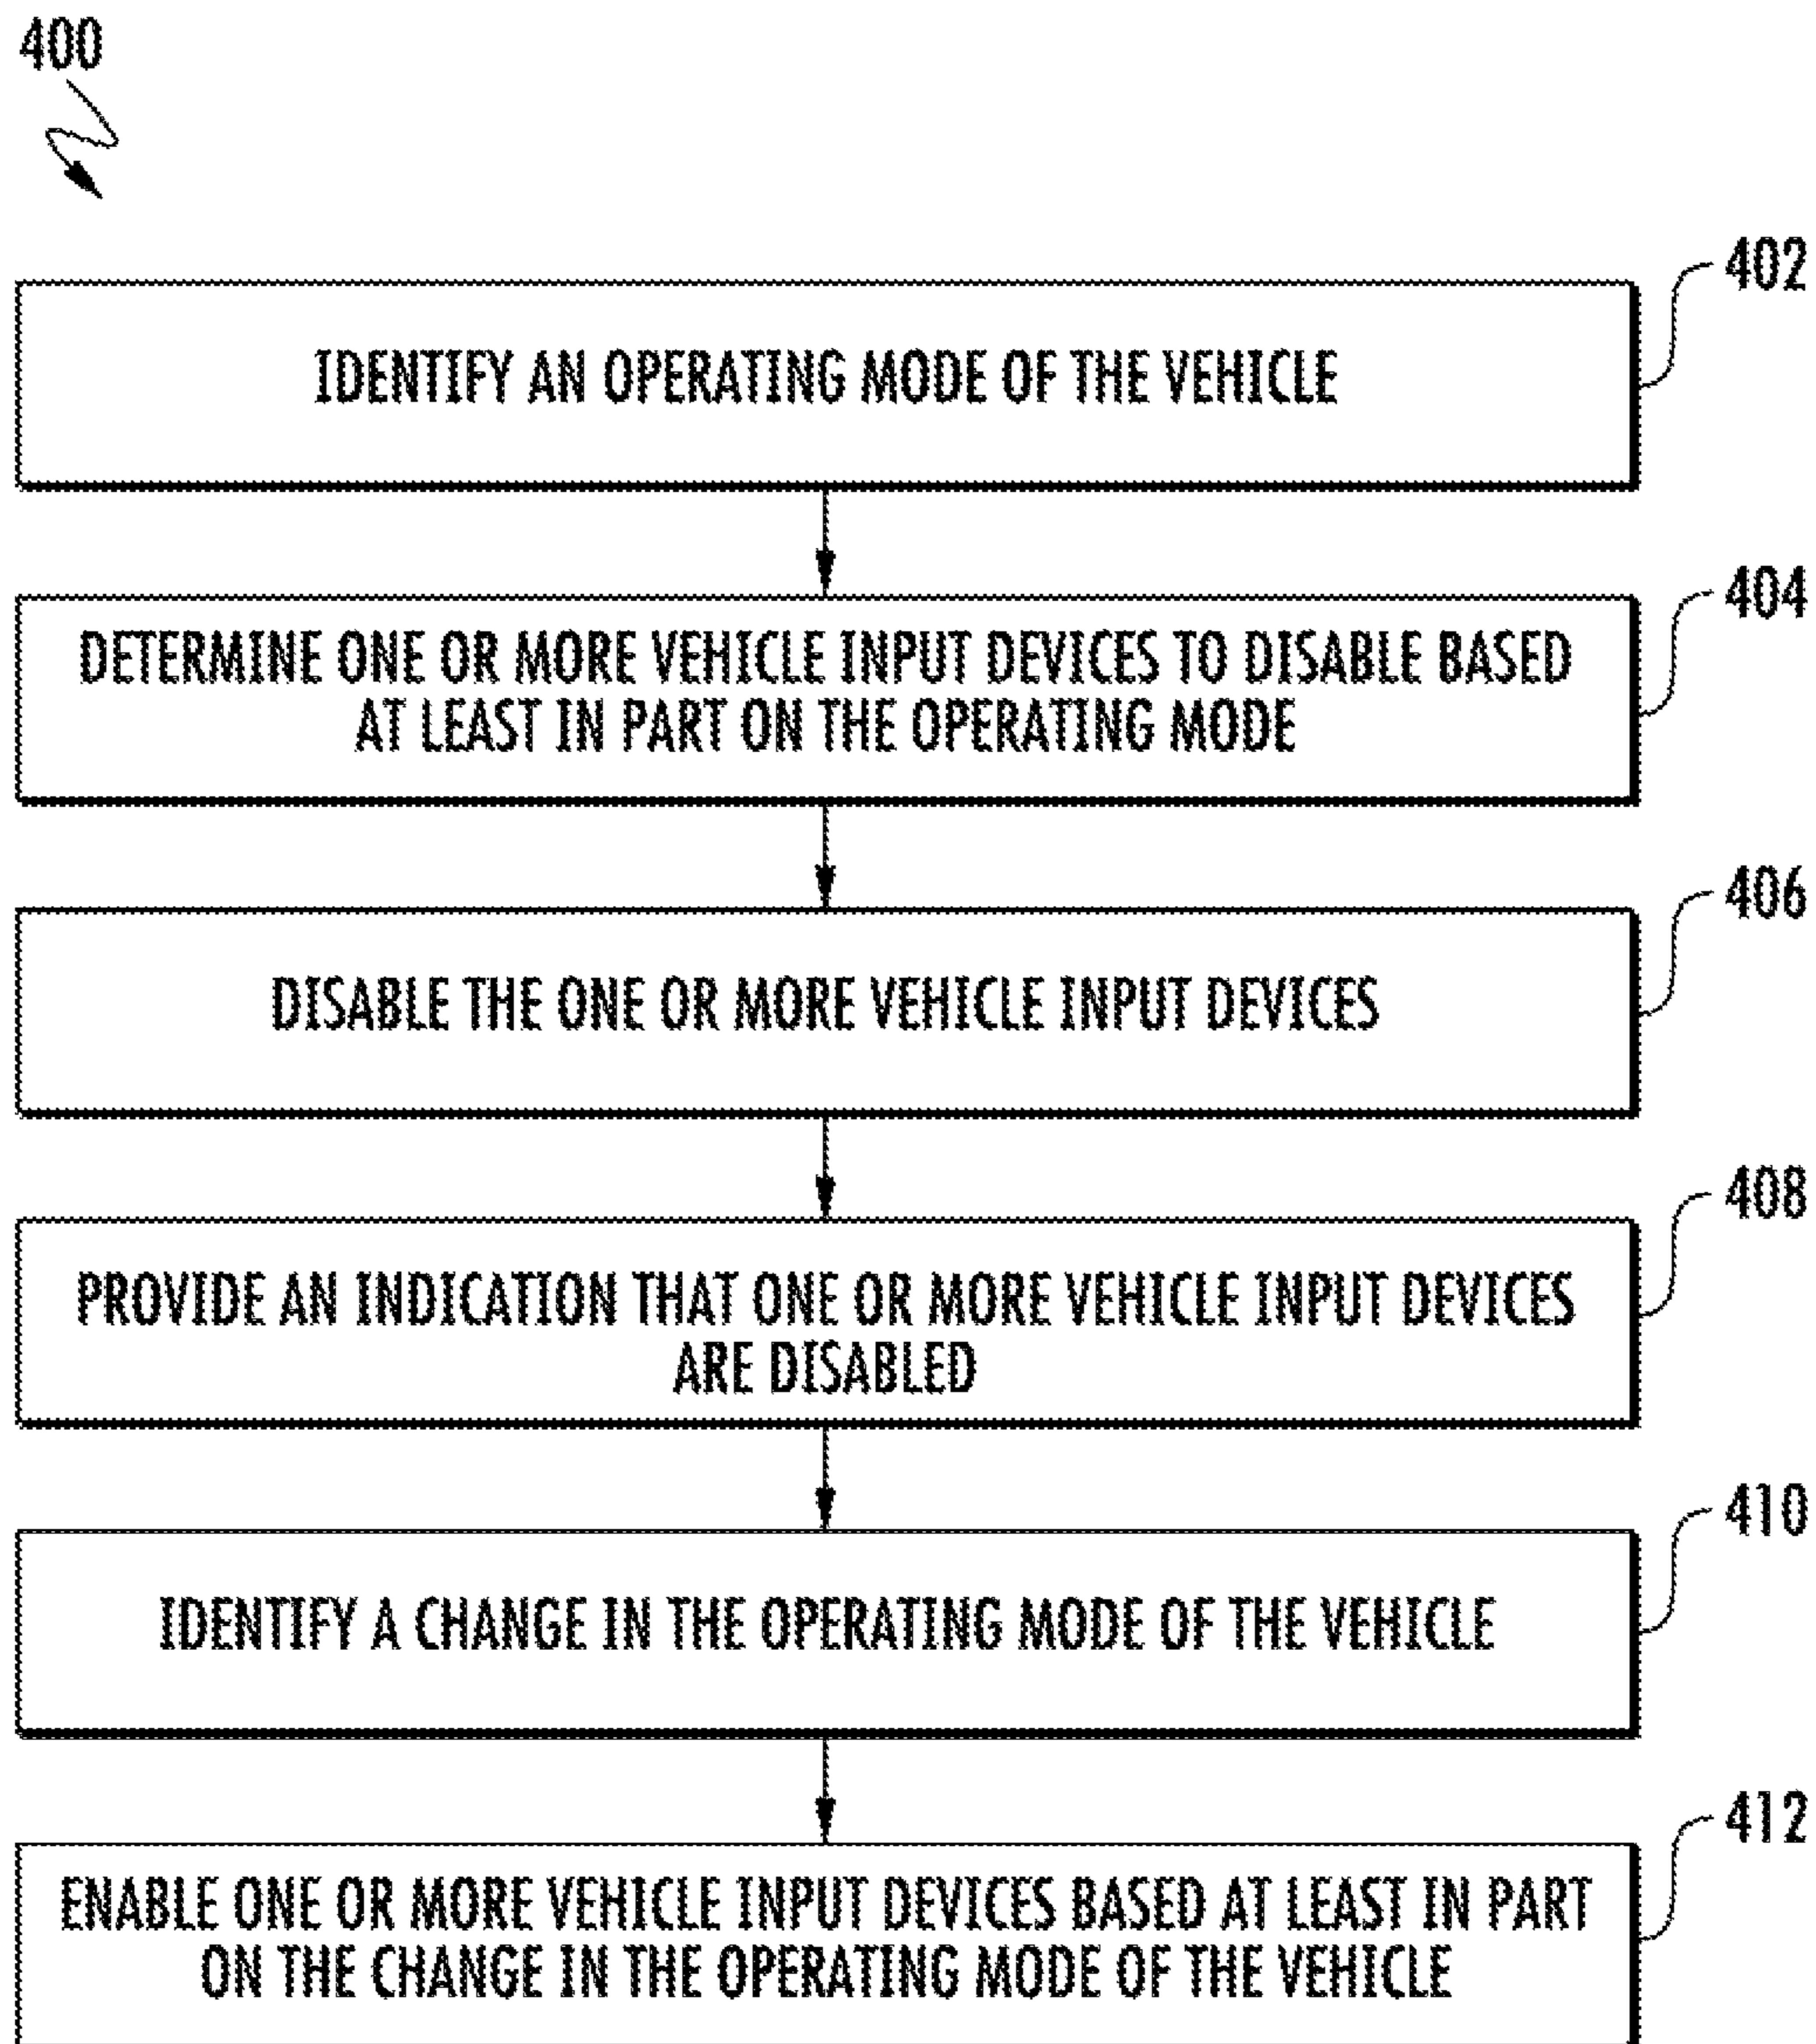 400
402
IDENTIFY AN OPERATING MODE OF THE VEHICLE
404
DETERMINE ONE OR MORE VEHICLE INPUT DEVICES TO DISABLE BASED
AT LEAST IN PART ON THE OPERATING MODE
406
DISABLE THE ONE OR MORE VEHICLE INPUT DEVICES
408
PROVIDE AN INDICATION THAT ONE OR MORE VEHICLE INPUT DEVICES
ARE DISABLED
410
IDENTIFY A CHANGE IN THE OPERATING MODE OF THE VEHICLE
412
ENABLE ONE OR MORE VEHICLE INPUT DEVICES BASED AT LEAST IN PART
ON THE CHANGE IN THE OPERATING MODE OF THE VEHICLE